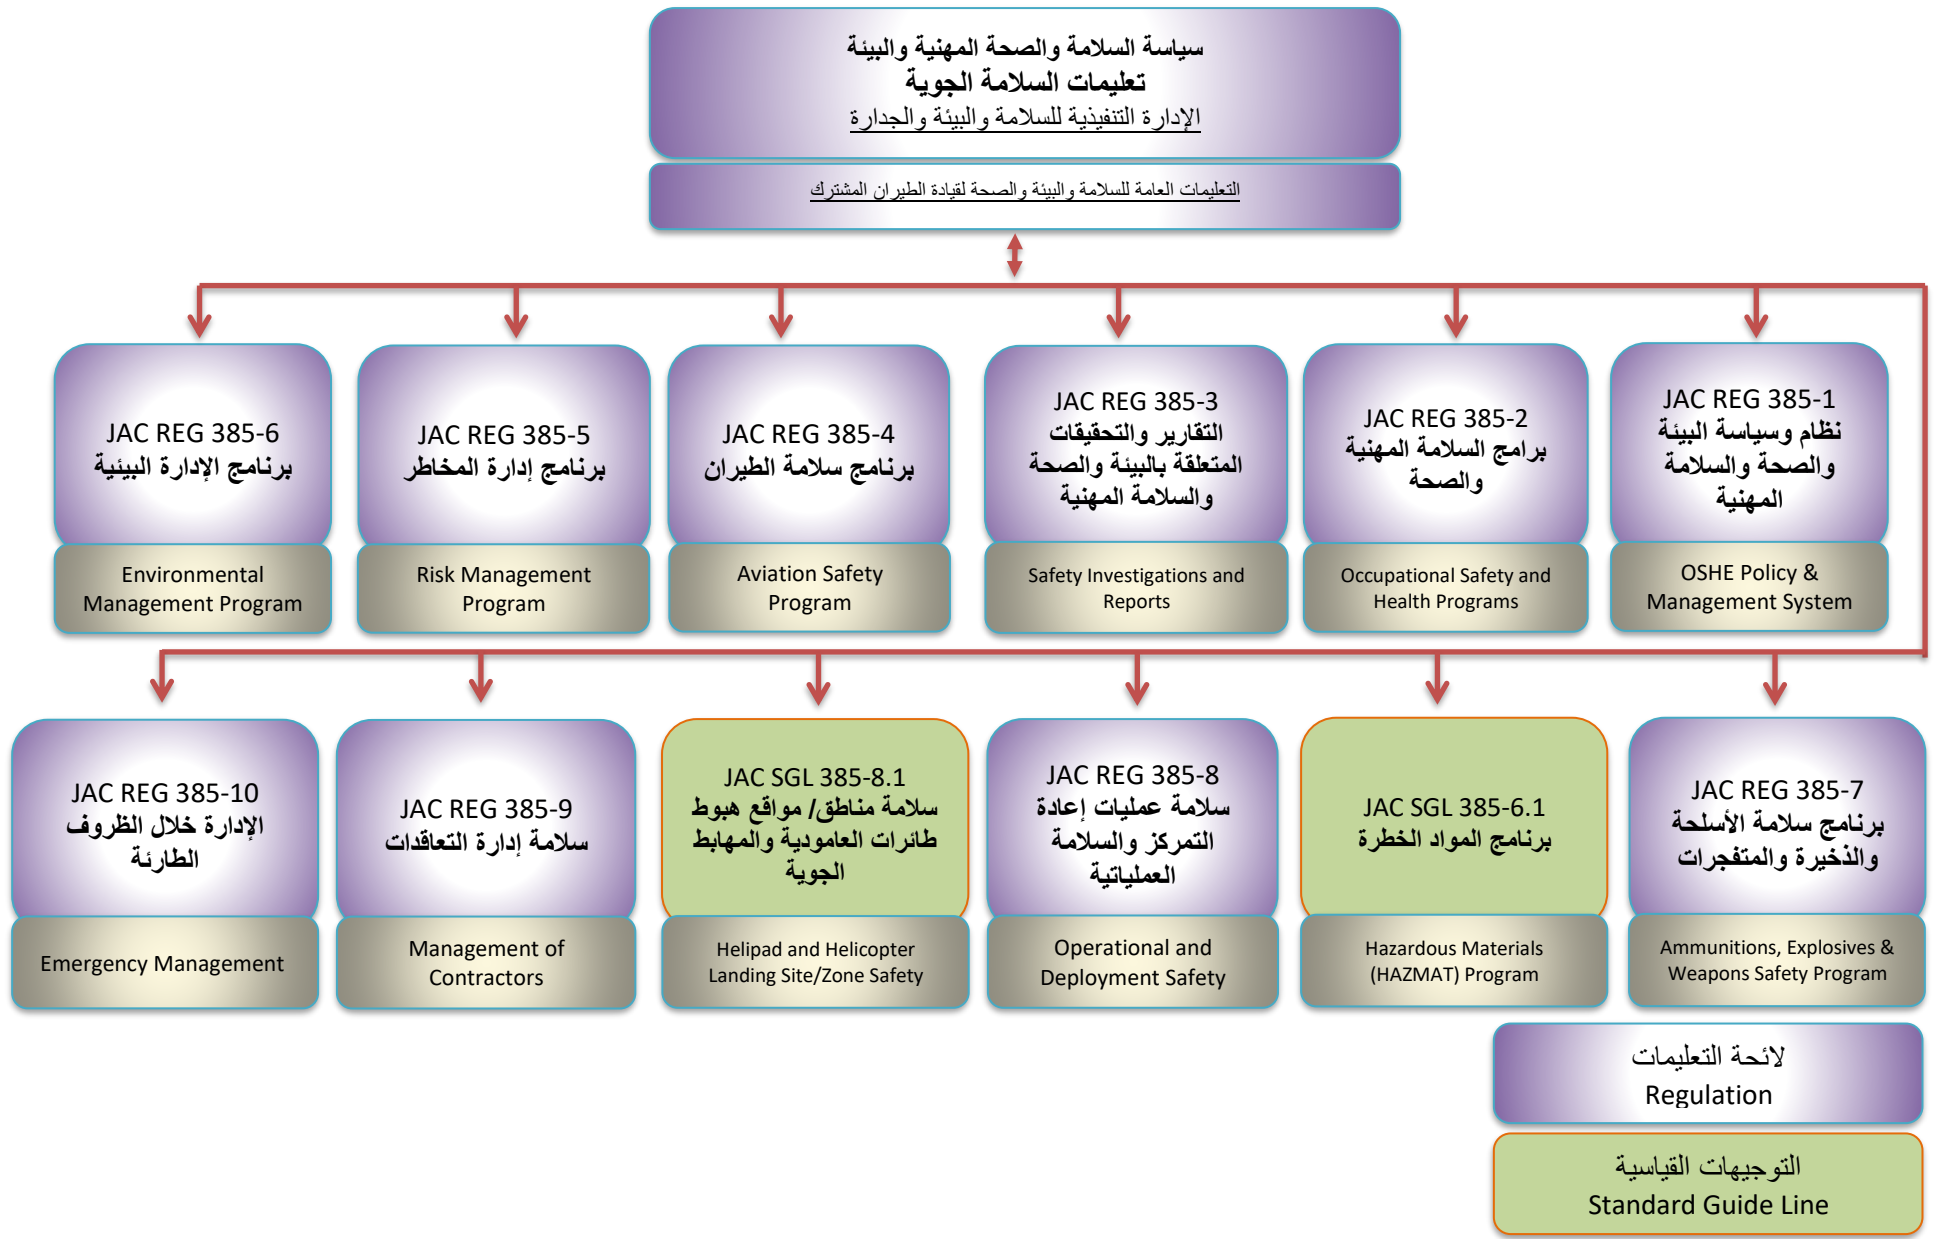 سياسة السلامة والصحة المهنية والبيئة
تعليمات السلامة الجوية
الإدارة التنفيذية للسلامة والبيئة والجدارة
التعليمات العامة للسلامة والبيئة والصحة لقيادة الطيران المشترك
JAC REG 385-1
نظام وسياسة البيئة
والصحة والسلامة
المهنية
OSHE Policy &
Management System
JAC REG 385-2
برامج السلامة المهنية
والصحة
Occupational Safety and
Health Programs
JAC REG 385-3
التقارير والتحقيقات
المتعلقة بالبيئة والصحة
والسلامة المهنية
Safety Investigations and
Reports
JAC REG 385-4
برنامج سلامة الطيران
Aviation Safety
Program
JAC REG 385-5
برنامج إدارة المخاطر
Risk Management
Program
JAC REG 385-6
برنامج الإدارة البيئية
Environmental
Management Program
JAC REG 385-7
برنامج سلامة الأسلحة
والذخيرة والمتفجرات
Ammunitions, Explosives &
Weapons Safety Program
JAC SGL 385-6.1
برنامج المواد الخطرة
Hazardous Materials
(HAZMAT) Program
JAC REG 385-8
سلامة عمليات إعادة
التمركز والسلامة
العملياتية
Operational and
Deployment Safety
JAC SGL 385-8.1
سلامة مناطق/ مواقع هبوط
طائرات العامودية والمهابط
الجوية
Helipad and Helicopter
Landing Site/Zone Safety
JAC REG 385-9
سلامة إدارة التعاقدات
Management of
Contractors
JAC REG 385-10
الإدارة خلال الظروف
الطارئة
Emergency Management
لائحة التعليمات
Regulation
التوجيهات القياسية
Standard Guide Line